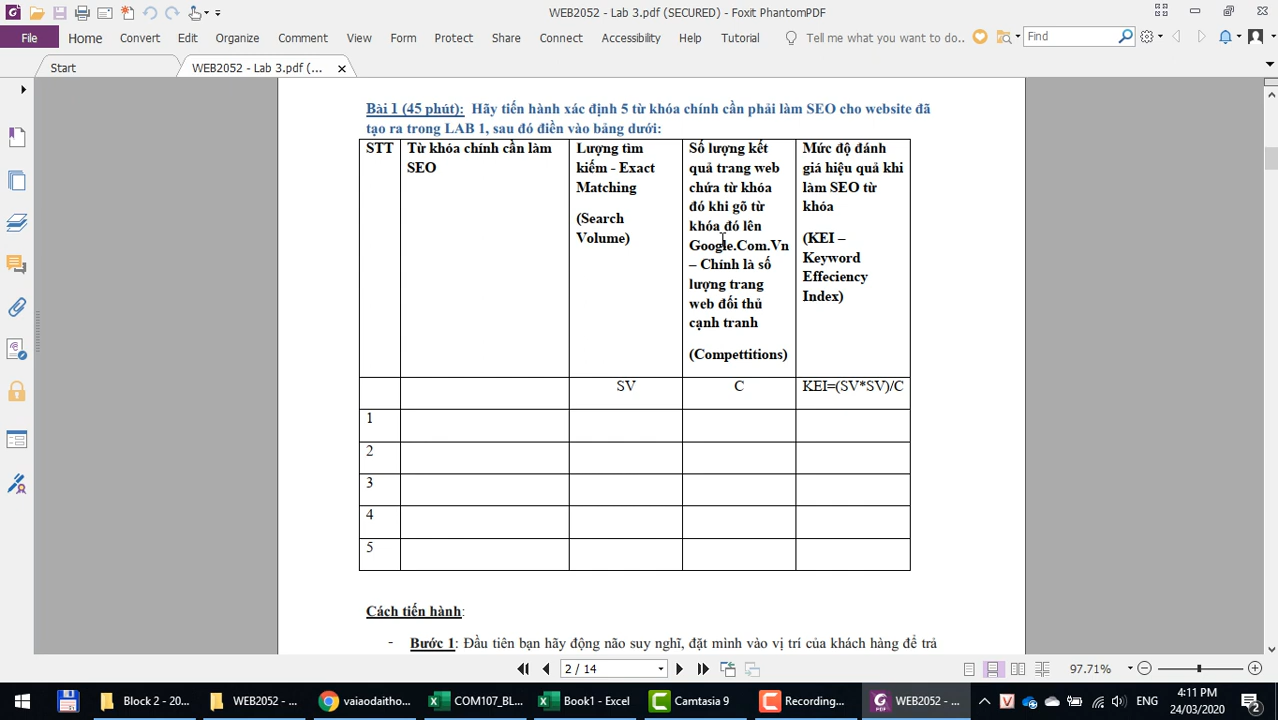 WEB2052 - Lab 3.pdf (SECURED) - Foxit PhantomPDF
File Home Convert Edit Organize Comment View Form Protect Share Connect Accessibility Help Tutorial Tell me what you want to do.. Find
Start WEB2052 - Lab 3.pdf (...
Bài 1 (45 phút): Hãy tiến hành xác định 5 từ khóa chính cần phải làm SEO cho website đã
tạo ra trong LAB 1, sau đó điền vào bảng dưới:
STT
Từ khóa chính cần làm
SEO
Lượng tìm
kiếm - Exact
Matching
(Search
Volume)
Số lượng kết
quả trang web
chứa từ khóa
đó khi gõ từ
khóa đó lên
Google.Com.Vn
– Chính là số
lượng trang
web đối thủ
cạnh tranh
(Compettitions)
Mức độ đánh
giá hiệu quả khi
làm SEO từ
khóa
(KEI –
Keyword
Effeciency
Index)
SV C KEI=(SV*SV)/C
1
2
3
4
5
Cách tiến hành:
- Bước 1: Đầu tiên bạn hãy động não suy nghĩ, đặt mình vào vị trí của khách hàng để trả
2 / 14 97.71%
Block 2 - 20... WEB2052 - ... vaiaodaitho... COM107_BL... Book1 - Excel Camtasia 9 Recording... WEB2052 - ... ENG 4:11 PM
24/03/2020 2